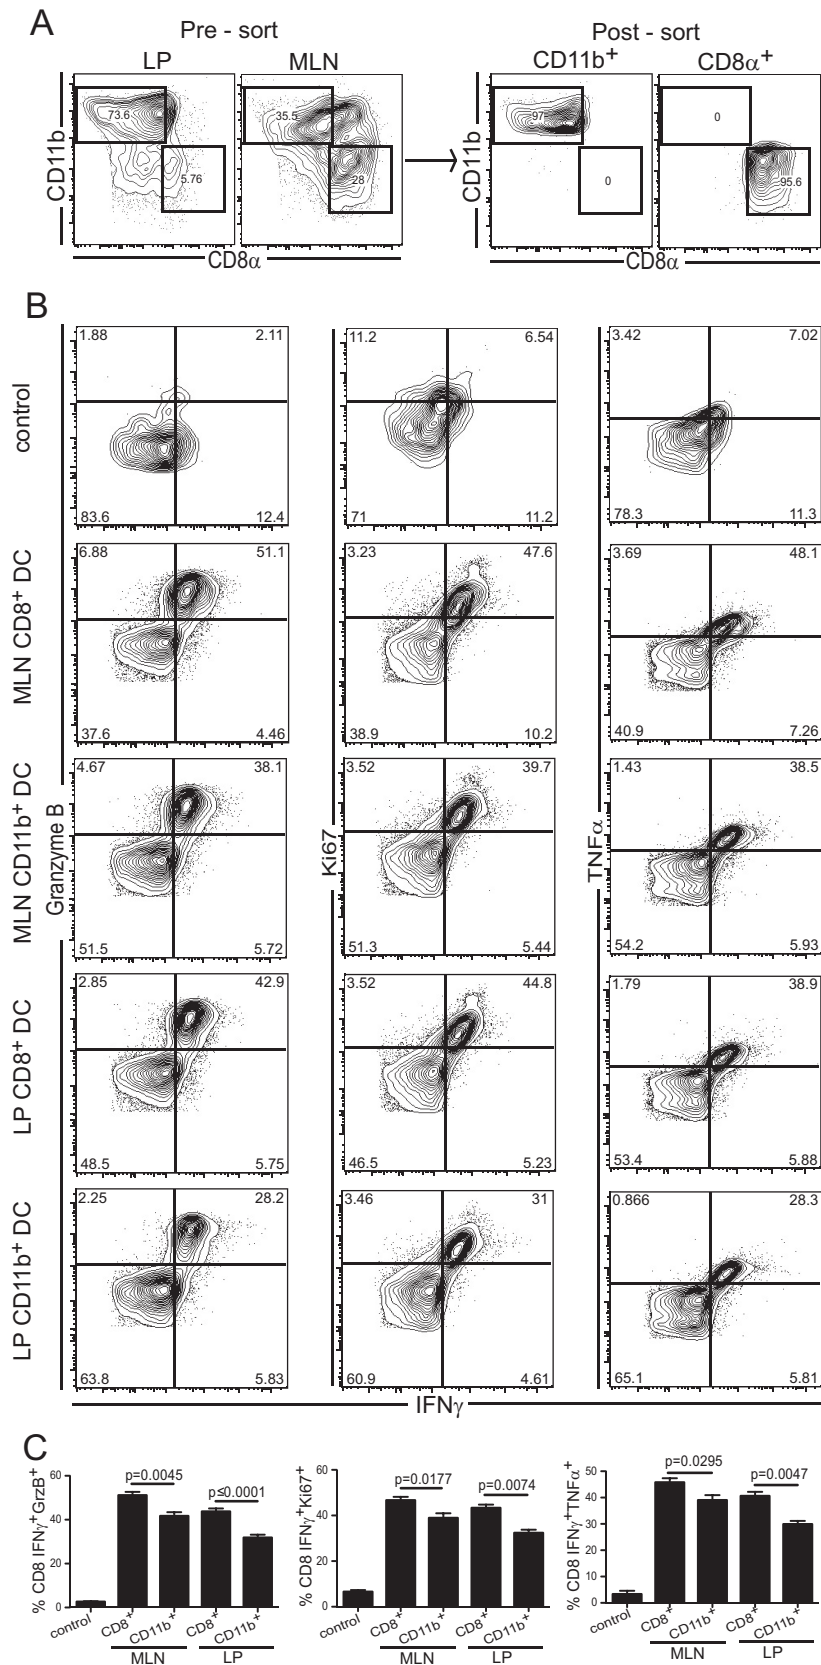 A
Pre - sort
Post - sort
LP
MLN
CD11b+
CD8α+
CD11b
73.6
5.76
35.5
28
CD11b
97
0
0
95.6
CD8α
CD8α
B
control
1.88
2.11
83.6
12.4
11.2
6.54
71
11.2
3.42
7.02
78.3
11.3
MLN CD8+ DC
6.88
51.1
37.6
4.46
3.23
47.6
38.9
10.2
3.69
48.1
40.9
7.26
MLN CD11b+ DC
Granzyme B
4.67
38.1
51.5
5.72
Ki67
3.52
39.7
51.3
5.44
TNFα
1.43
38.5
54.2
5.93
LP CD8+ DC
2.85
42.9
48.5
5.75
3.52
44.8
46.5
5.23
1.79
38.9
53.4
5.88
LP CD11b+ DC
2.25
28.2
63.8
5.83
3.46
31
60.9
4.61
0.866
28.3
65.1
5.81
IFNγ
C
% CD8 IFNγ+GrzB+
60
40
20
0
p=0.0045
p≤0.0001
control
CD8+
CD11b+
CD8+
CD11b+
MLN
LP
% CD8 IFNγ+Ki67+
60
40
20
0
p=0.0177
p=0.0074
control
CD8+
CD11b+
CD8+
CD11b+
MLN
LP
% CD8 IFNγ+TNFα+
50
40
30
20
10
0
p=0.0295
p=0.0047
control
CD8+
CD11b+
CD8+
CD11b+
MLN
LP